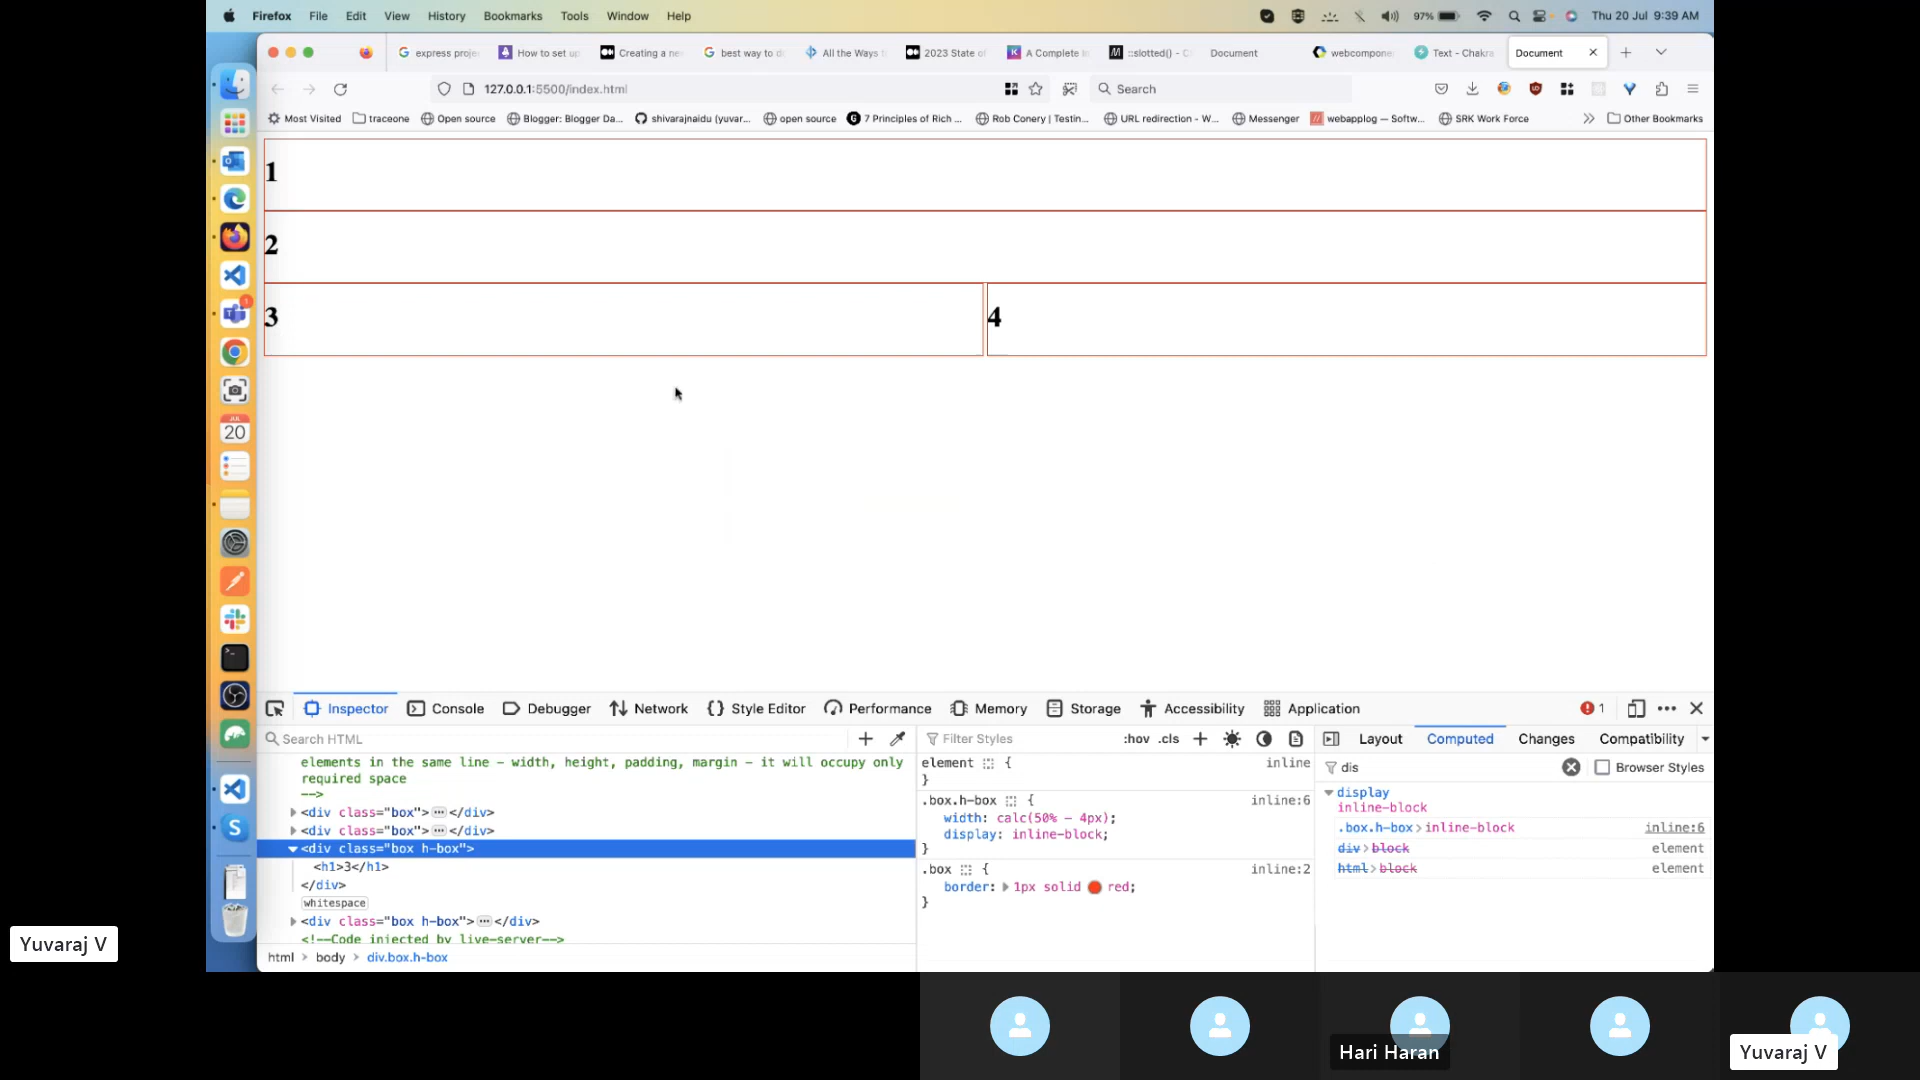 Firefox File Edit View History Bookmarks Tools Window Help 97% Thu 20 Jul 9:39 AM
express proje How to set up Creating a ne best way to d All the Ways 2023 State of A Complete In ::slotted() - C Document webcompone Text - Chakra Document
127.0.0.1:5500/index.html Search
Most Visited traceone Open source Blogger: Blogger Da... shivarajnaidu (yuvar... open source 7 Principles of Rich ... Rob Conery | Testin... URL redirection - W... Messenger webapplog — Softw... SRK Work Force Other Bookmarks
1
2
3 4
JUL
20
Inspector Console Debugger Network Style Editor Performance Memory Storage Accessibility Application 1
Search HTML Filter Styles :hov .cls Layout Computed Changes Compatibility
elements in the same line - width, height, padding, margin - it will occupy only
required space
-->
<div class="box"> ••• </div>
<div class="box"> ••• </div>
<div class="box h-box">
<h1>3</h1>
</div>
whitespace
<div class="box h-box"> ••• </div>
<!--Code injected by live-server-->
html > body > div.box.h-box
element { inline
}
.box.h-box { inline:6
width: calc(50% - 4px);
display: inline-block;
}
.box { inline:2
border: 1px solid red;
}
dis Browser Styles
display
inline-block
.box.h-box > inline-block inline:6
div > block element
html > block element
Yuvaraj V
Hari Haran
Yuvaraj V